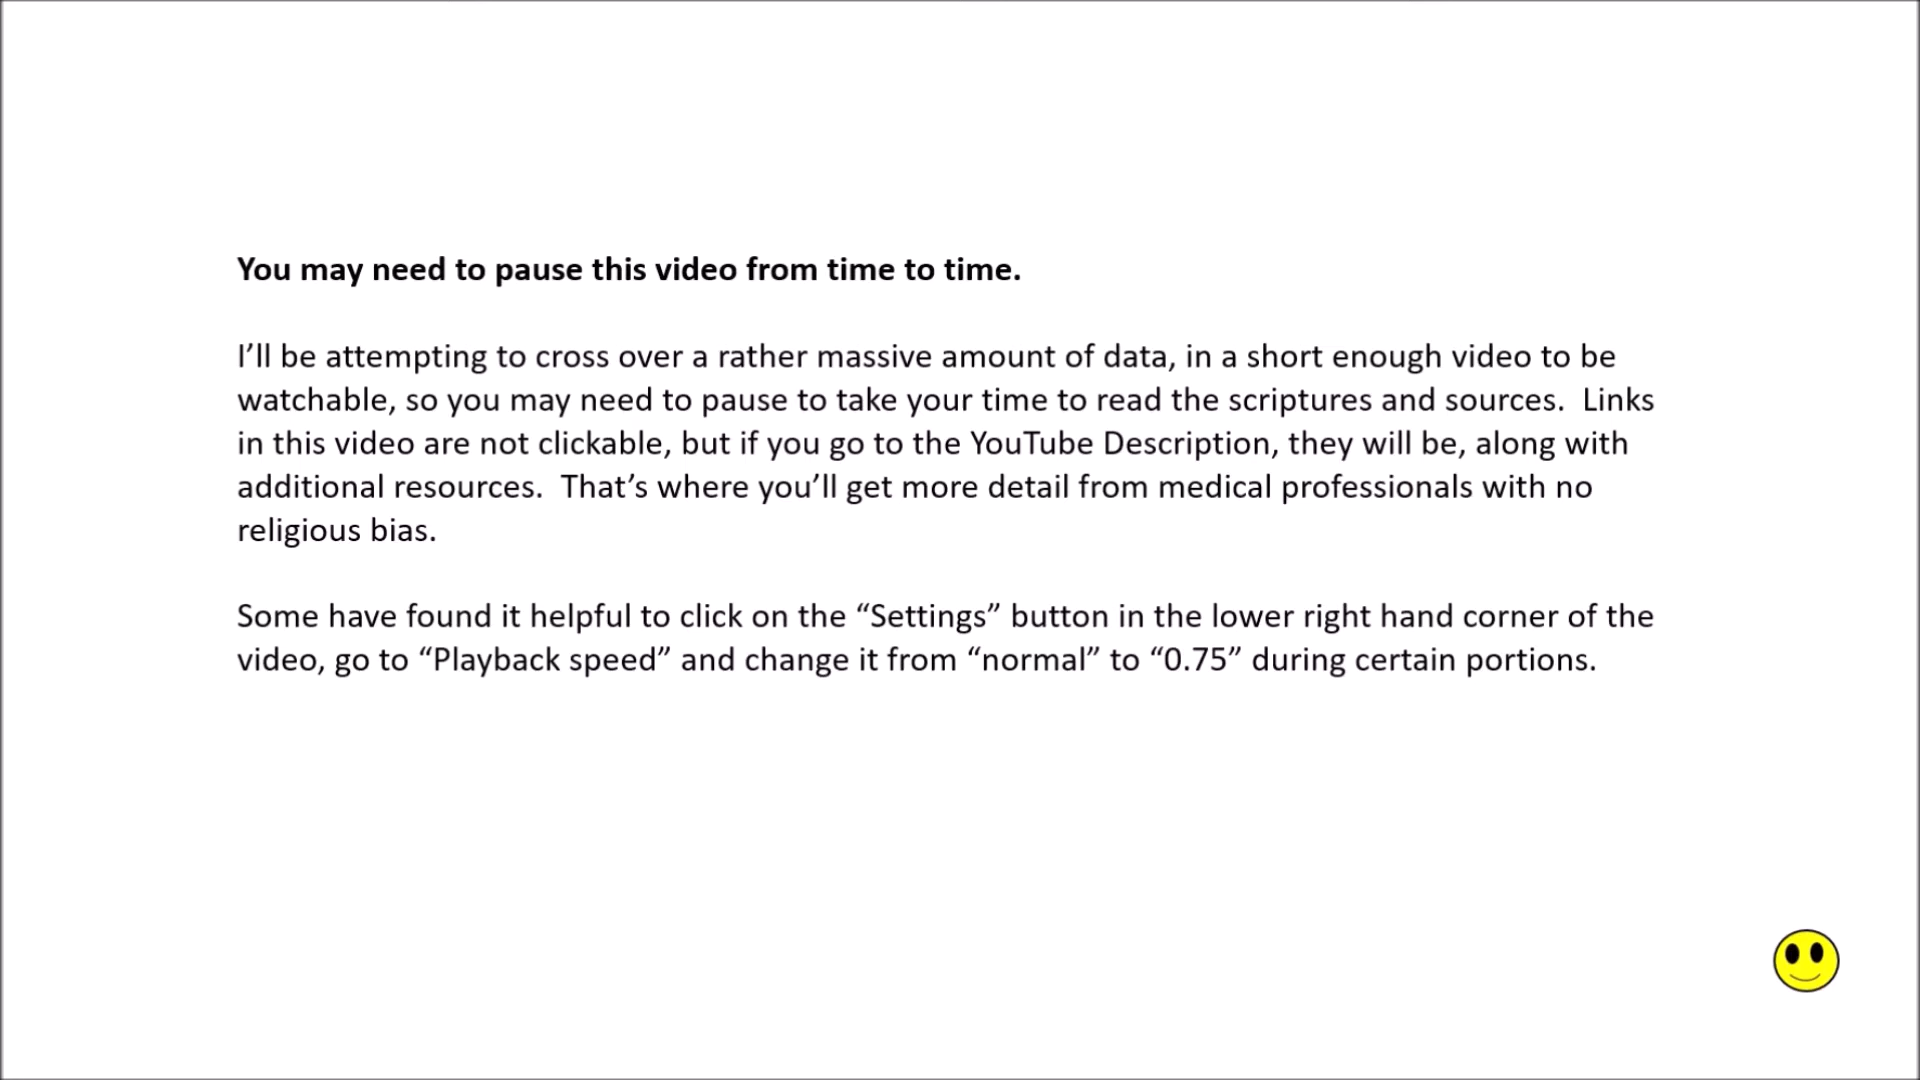 You may need to pause this video from time to time.
I’ll be attempting to cross over a rather massive amount of data, in a short enough video to be
watchable, so you may need to pause to take your time to read the scriptures and sources.  Links
in this video are not clickable, but if you go to the YouTube Description, they will be, along with
additional resources.  That’s where you’ll get more detail from medical professionals with no
religious bias.
Some have found it helpful to click on the “Settings” button in the lower right hand corner of the
video, go to “Playback speed” and change it from “normal” to “0.75” during certain portions.